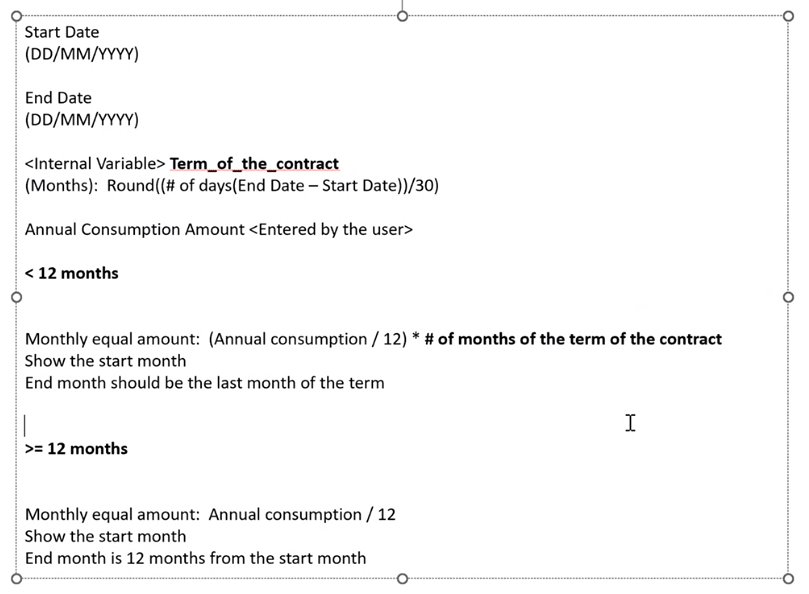 Start Date
(DD/MM/YYYY)
End Date
(DD/MM/YYYY)
<Internal Variable> Term_of_the_contract
(Months):  Round((# of days(End Date – Start Date))/30)
Annual Consumption Amount <Entered by the user>
< 12 months
Monthly equal amount:  (Annual consumption / 12) * # of months of the term of the contract
Show the start month
End month should be the last month of the term
>= 12 months
Monthly equal amount:  Annual consumption / 12
Show the start month
End month is 12 months from the start month